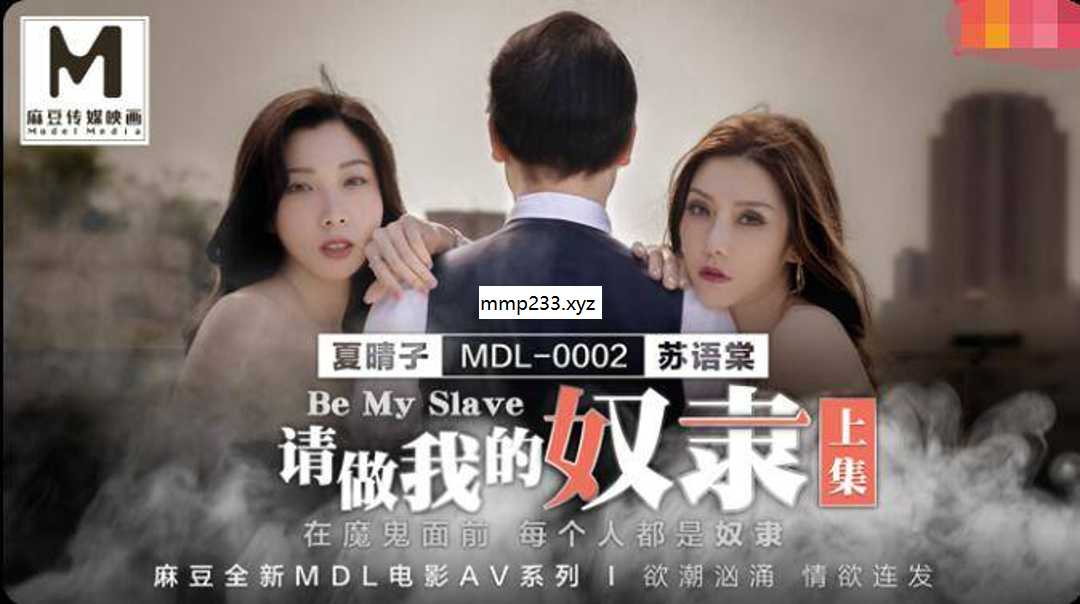 M
麻豆传媒映画
Model Media
mmp233.xyz
夏晴子 MDL-0002 苏语棠
Be My Slave
请做我的奴隶 上集
在魔鬼面前 每个人都是奴隶
麻豆全新MDL电影AV系列 I 欲潮汹涌 情欲连发